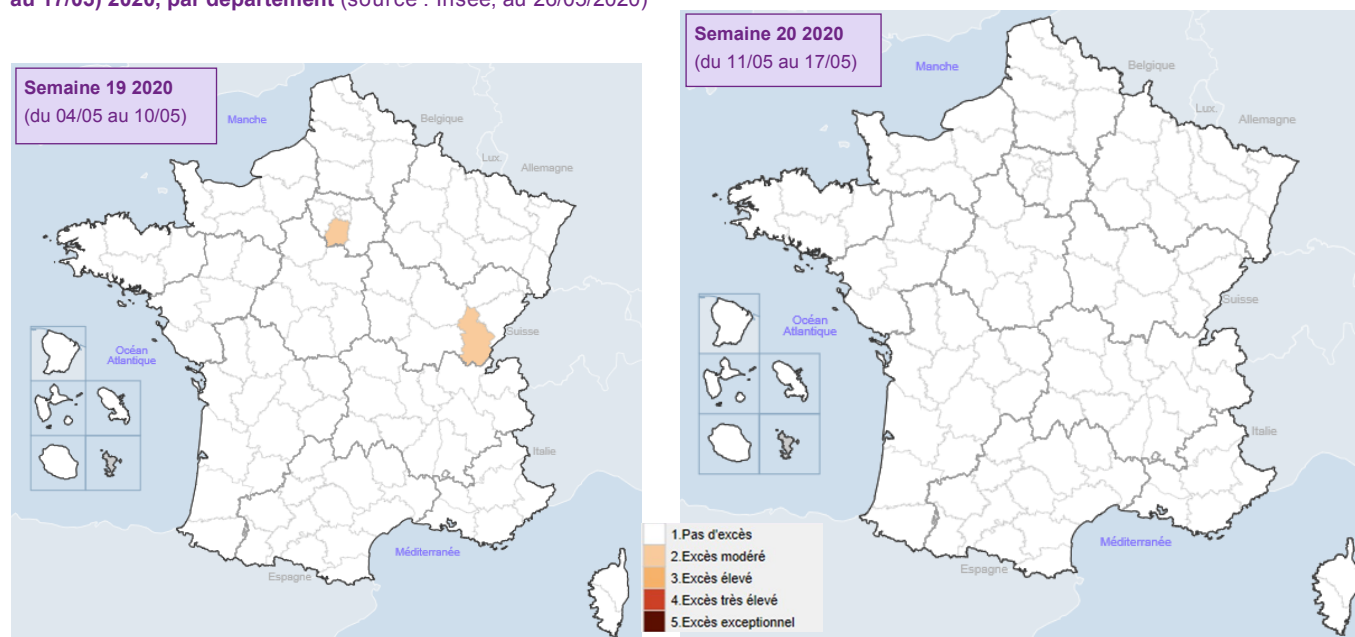 au 17/05) 2020, par département (source : Insee, au 26/05/2020)
Semaine 19 2020
(du 04/05 au 10/05)
Manche
Belgique
Lux.
Allemagne
Suisse
Océan
Atlantique
Italie
Méditerranée
Espagne
Semaine 20 2020
(du 11/05 au 17/05)
Manche
Belgique
Lux.
Allemagne
Suisse
Océan
Atlantique
Italie
Méditerranée
Espagne
1.Pas d'excès
2.Excès modéré
3.Excès élevé
4.Excès très élevé
5.Excès exceptionnel